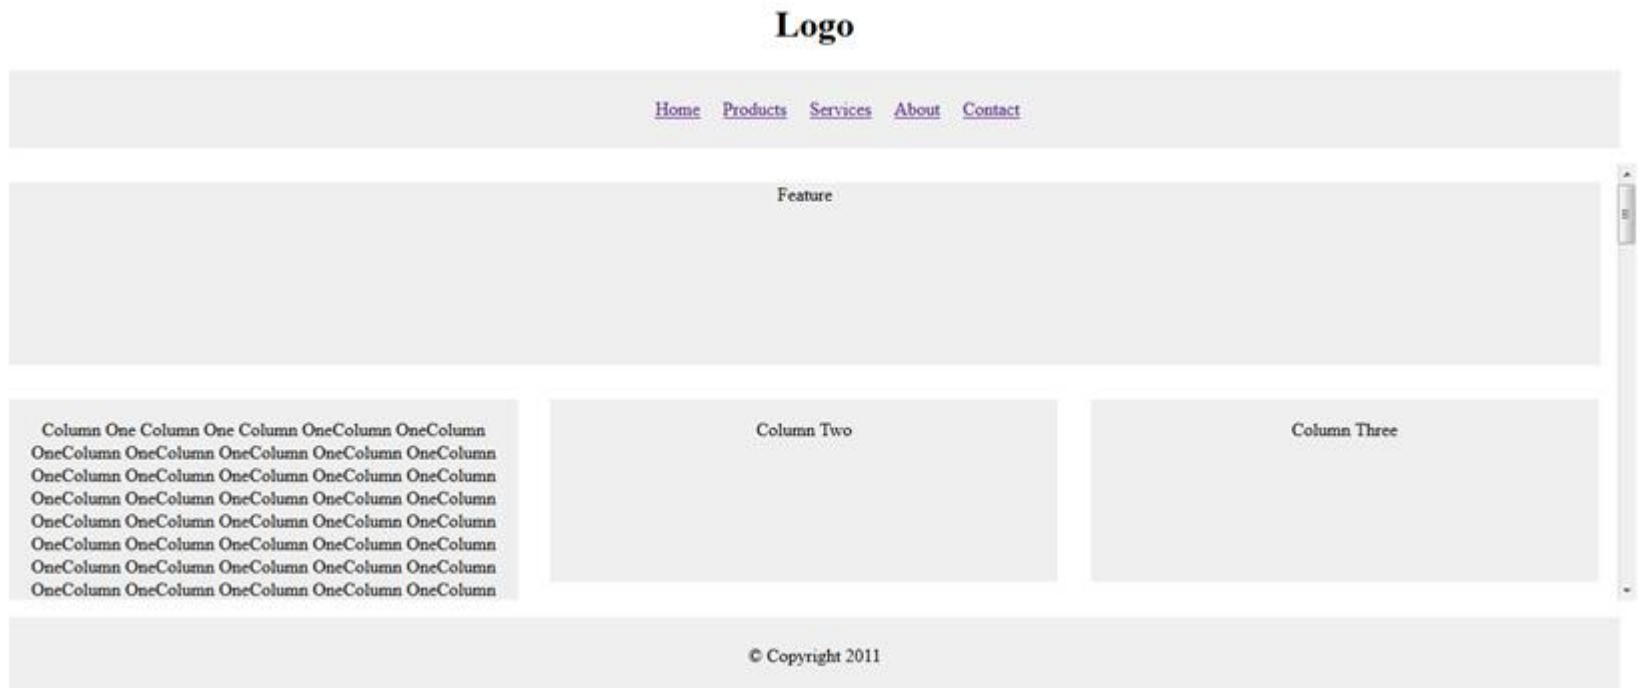 Logo
Home Products Services About Contact
Feature
Column One Column One Column OneColumn OneColumn
OneColumn OneColumn OneColumn OneColumn OneColumn
OneColumn OneColumn OneColumn OneColumn OneColumn
OneColumn OneColumn OneColumn OneColumn OneColumn
OneColumn OneColumn OneColumn OneColumn OneColumn
OneColumn OneColumn OneColumn OneColumn OneColumn
OneColumn OneColumn OneColumn OneColumn OneColumn
OneColumn OneColumn OneColumn OneColumn OneColumn
Column Two
Column Three
© Copyright 2011